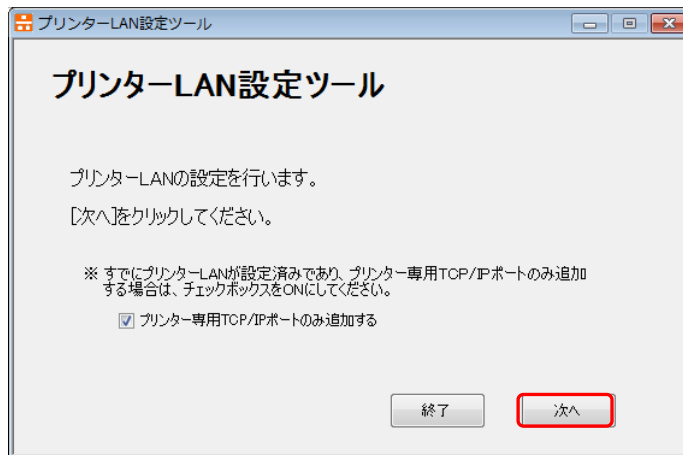 プリンターLAN設定ツール
プリンターLAN設定ツール
プリンターLANの設定を行います。
[次へ]をクリックしてください。
※ すでにプリンターLANが設定済みであり、プリンター専用TCP/IPポートのみ追加
する場合は、チェックボックスをONにしてください。
プリンター専用TCP/IPポートのみ追加する
終了
次へ